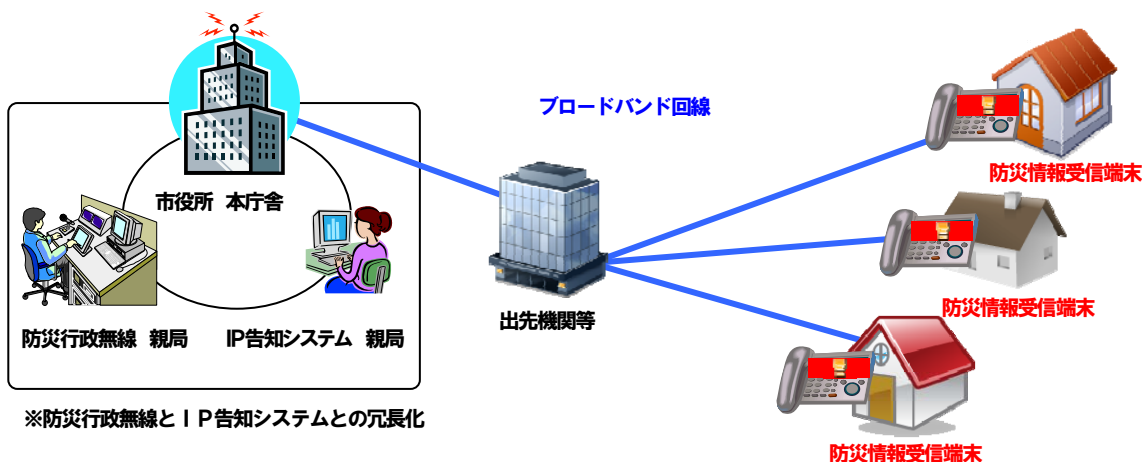 ブロードバンド回線
防災情報受信端末
市役所 本庁舎
防災情報受信端末
出先機関等
防災行政無線 親局
IP告知システム 親局
※防災行政無線とIP告知システムとの冗長化
防災情報受信端末